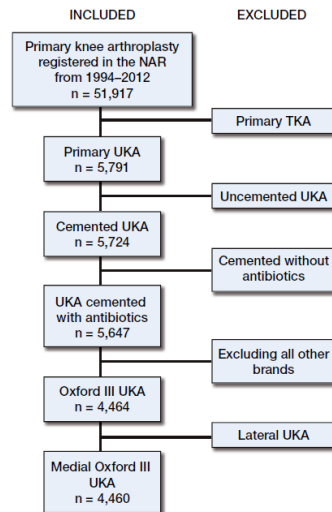 INCLUDED
EXCLUDED
Primary knee arthroplasty
registered in the NAR
from 1994–2012
n = 51,917
Primary TKA
Primary UKA
n = 5,791
Uncemented UKA
Cemented UKA
n = 5,724
Cemented without
antibiotics
UKA cemented
with antibiotics
n = 5,647
Excluding all other
brands
Oxford III UKA
n = 4,464
Lateral UKA
Medial Oxford III
UKA
n = 4,460